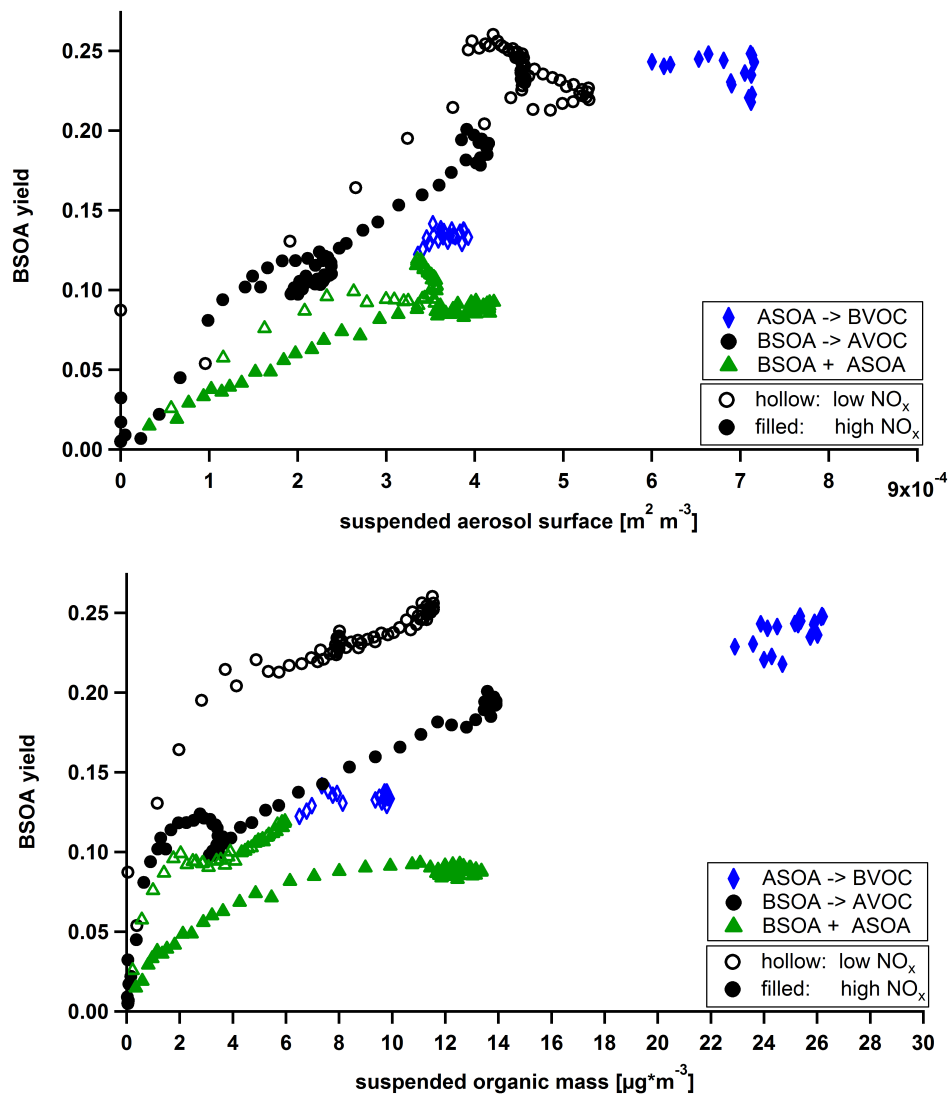 0.25
0.20
0.15
0.10
0.05
0.00
BSOA yield
ASOA -> BVOC
BSOA -> AVOC
BSOA + ASOA
hollow: low NOx
filled: high NOx
0 1 2 3 4 5 6 7 8 9x10-4
suspended aerosol surface [m2 m-3]
0.25
0.20
0.15
0.10
0.05
0.00
BSOA yield
ASOA -> BVOC
BSOA -> AVOC
BSOA + ASOA
hollow: low NOx
filled: high NOx
0 2 4 6 8 10 12 14 16 18 20 22 24 26 28 30
suspended organic mass [µg*m-3]